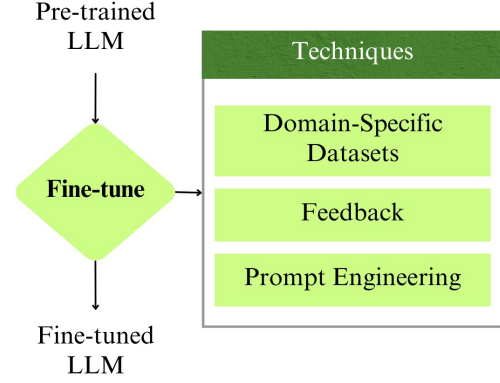 Pre-trained
LLM
Techniques
Domain-Specific
Datasets
Fine-tune
Feedback
Prompt Engineering
Fine-tuned
LLM